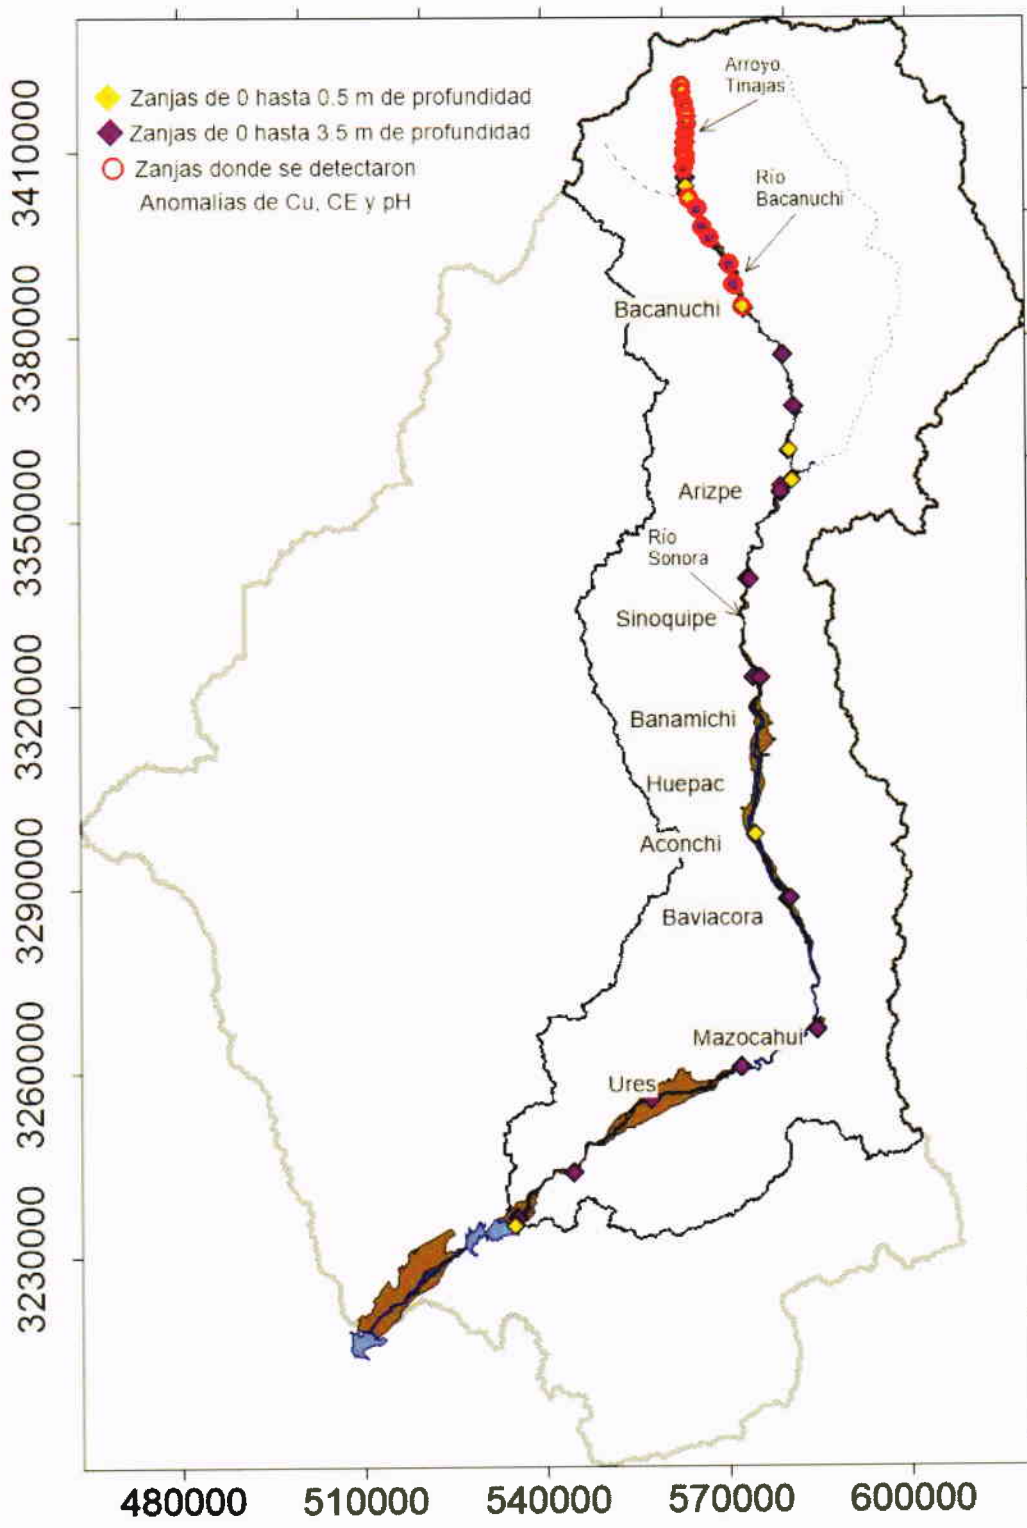 Zanjas de 0 hasta 0.5 m de profundidad
Zanjas de 0 hasta 3.5 m de profundidad
Zanjas donde se detectaron
Anomalías de Cu, CE y pH
Arroyo
Tinajas
Río
Bacanuchi
Bacanuchi
Arizpe
Río
Sonora
Sinoquipe
Banamichi
Huepac
Aconchi
Baviacora
Mazocahui
Ures
3410000
3380000
3350000
3320000
3290000
3260000
3230000
480000
510000
540000
570000
600000